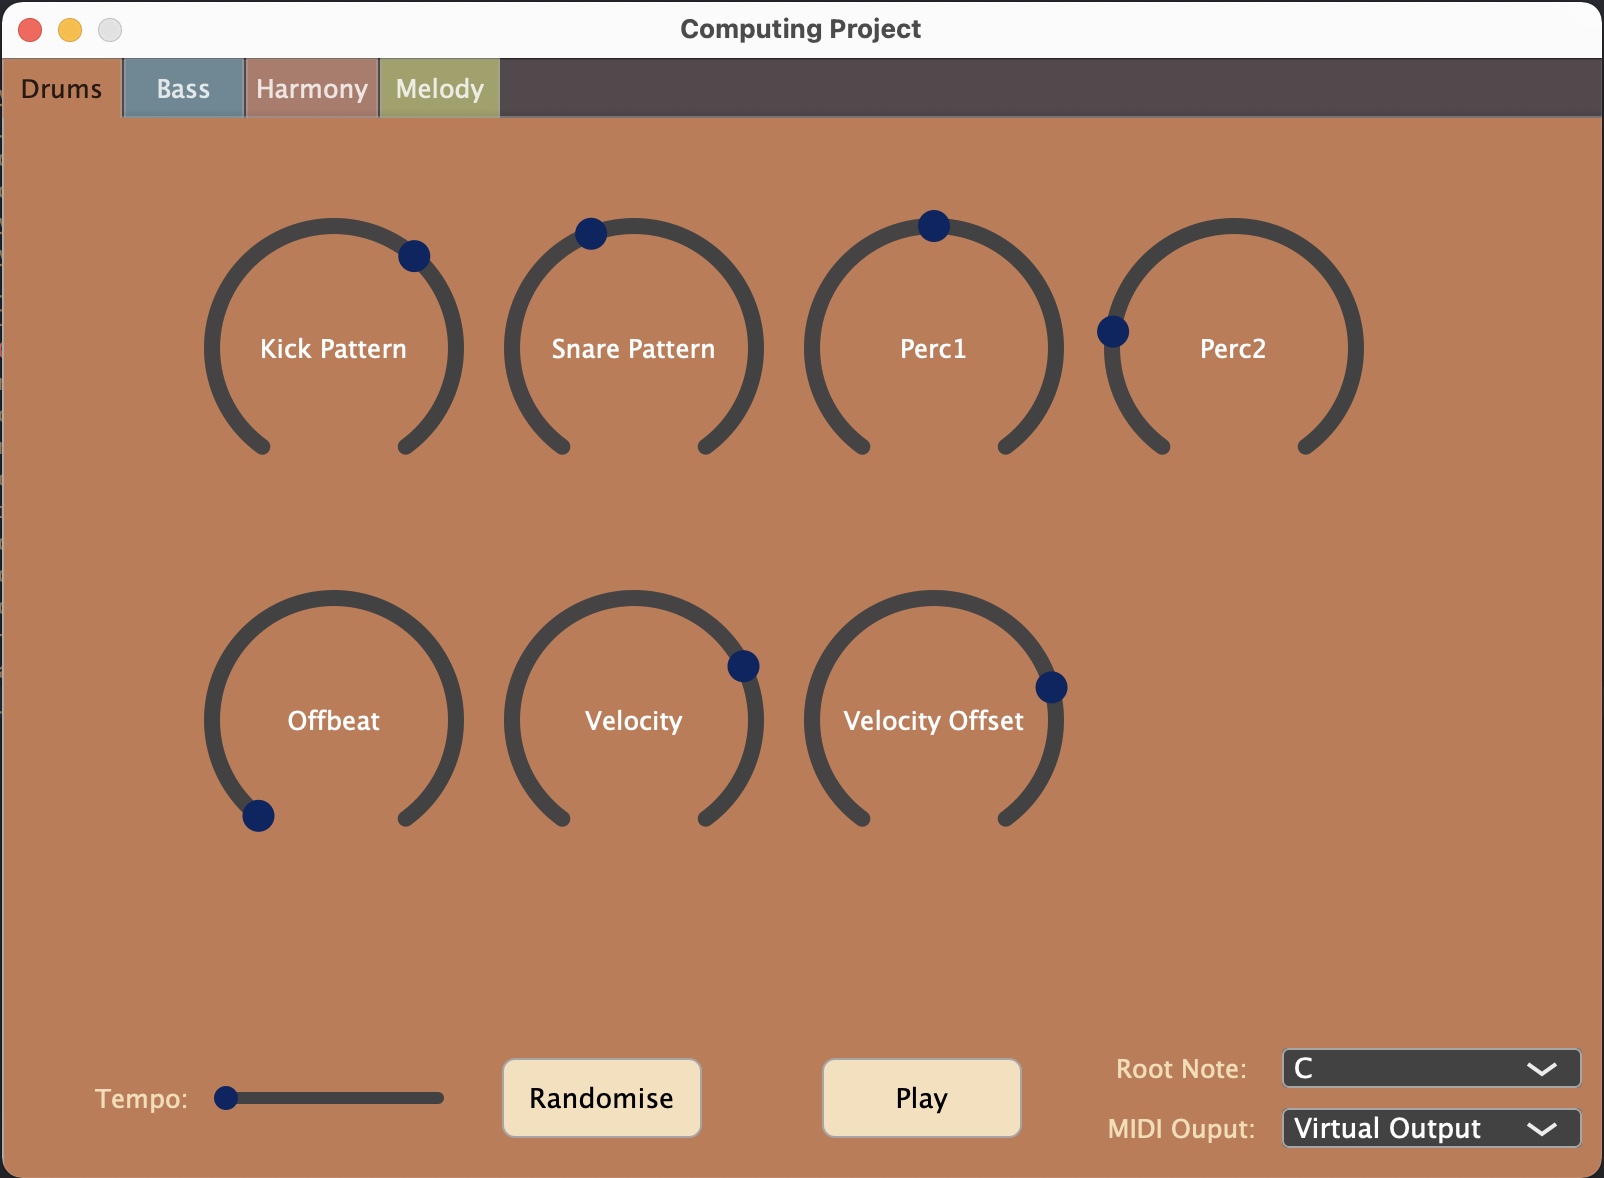 Computing Project
Drums Bass Harmony Melody
Kick Pattern Snare Pattern Perc1 Perc2
Offbeat Velocity Velocity Offset
Tempo: Randomise Play
Root Note: C
MIDI Ouput: Virtual Output